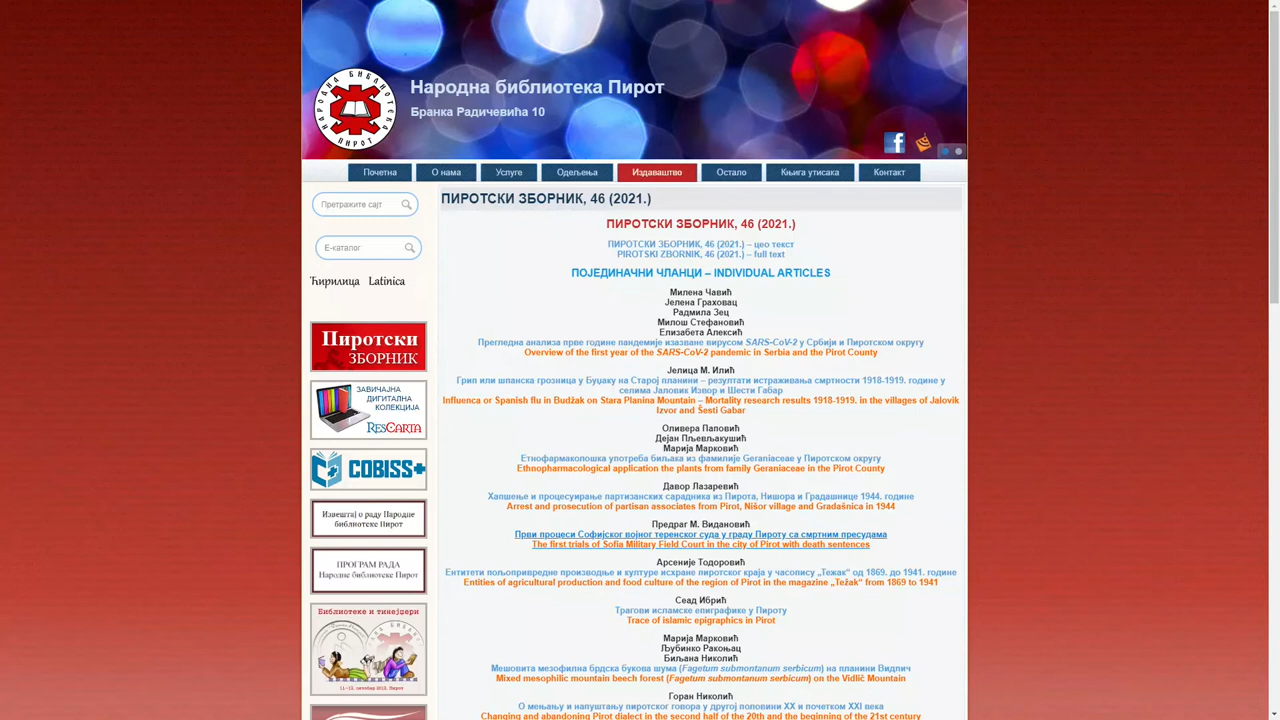 НАРОДНА БИБЛИОТЕКА
ПИРОТ
Народна библиотека Пирот
Бранка Радичевића 10
Почетна
О нама
Услуге
Одељења
Издаваштво
Остало
Књига утисака
Контакт
Претражите сајт
Е-каталог
Ћирилица Latinica
Пиротски
ЗБОРНИК
ЗАВИЧАЈНА
ДИГИТАЛНА
КОЛЕКЦИЈА
RESCARTA
COBISS+
Извештај о раду Народне
библиотеке Пирот
ПРОГРАМ РАДА
Народне библиотеке Пирот
Библиотеке и тинејџери
ПИРОТСКИ ЗБОРНИК, 46 (2021.)
ПИРОТСКИ ЗБОРНИК, 46 (2021.)
ПИРОТСКИ ЗБОРНИК, 46 (2021.) – цео текст
PIROTSKI ZBORNIK, 46 (2021.) – full text
ПОЈЕДИНАЧНИ ЧЛАНЦИ – INDIVIDUAL ARTICLES
Милена Чавић
Јелена Граховац
Радмила Зец
Милош Стефановић
Елизабета Алексић
Прегледна анализа прве године пандемије изазване вирусом SARS-CoV-2 у Србији и Пиротском округу
Overview of the first year of the SARS-CoV-2 pandemic in Serbia and the Pirot County
Јелица М. Илић
Грип или шпанска грозница у Буџаку на Старој планини – резултати истраживања смртности 1918-1919. године у
селима Јаловик Извор и Шести Габар
Influenca or Spanish flu in Budžak on Stara Planina Mountain – Mortality research results 1918-1919. in the villages of Jalovik
Izvor and Šesti Gabar
Оливера Паповић
Дејан Пљевљакушић
Марија Марковић
Етнофармаколошка употреба биљака из фамилије Geraniaceae у Пиротском округу
Ethnopharmacological application the plants from family Geraniaceae in the Pirot County
Давор Лазаревић
Хапшење и процесуирање партизанских сарадника из Пирота, Нишора и Градашнице 1944. године
Arrest and prosecution of partisan associates from Pirot, Nišor village and Gradašnica in 1944
Предраг М. Видановић
Први процеси Софијског војног теренског суда у граду Пироту са смртним пресудама
The first trials of Sofia Military Field Court in the city of Pirot with death sentences
Арсеније Тодоровић
Ентитети пољопривредне производње и културе исхране пиротског краја у часопису „Тежак“ од 1869. до 1941. године
Entities of agricultural production and food culture of the region of Pirot in the magazine „Težak“ from 1869 to 1941
Сеад Ибрић
Трагови исламске епиграфике у Пироту
Trace of islamic epigraphics in Pirot
Марија Марковић
Љубинко Ракоњац
Биљана Николић
Мешовита мезофилна брдска букова шума (Fagetum submontanum serbicum) на планини Видлич
Mixed mesophilic mountain beech forest (Fagetum submontanum serbicum) on the Vidlič Mountain
Горан Николић
О мењању и напуштању пиротског говора у другој половини XX и почетком XXI века
Changing and abandoning Pirot dialect in the second half of the 20th and the beginning of the 21st century